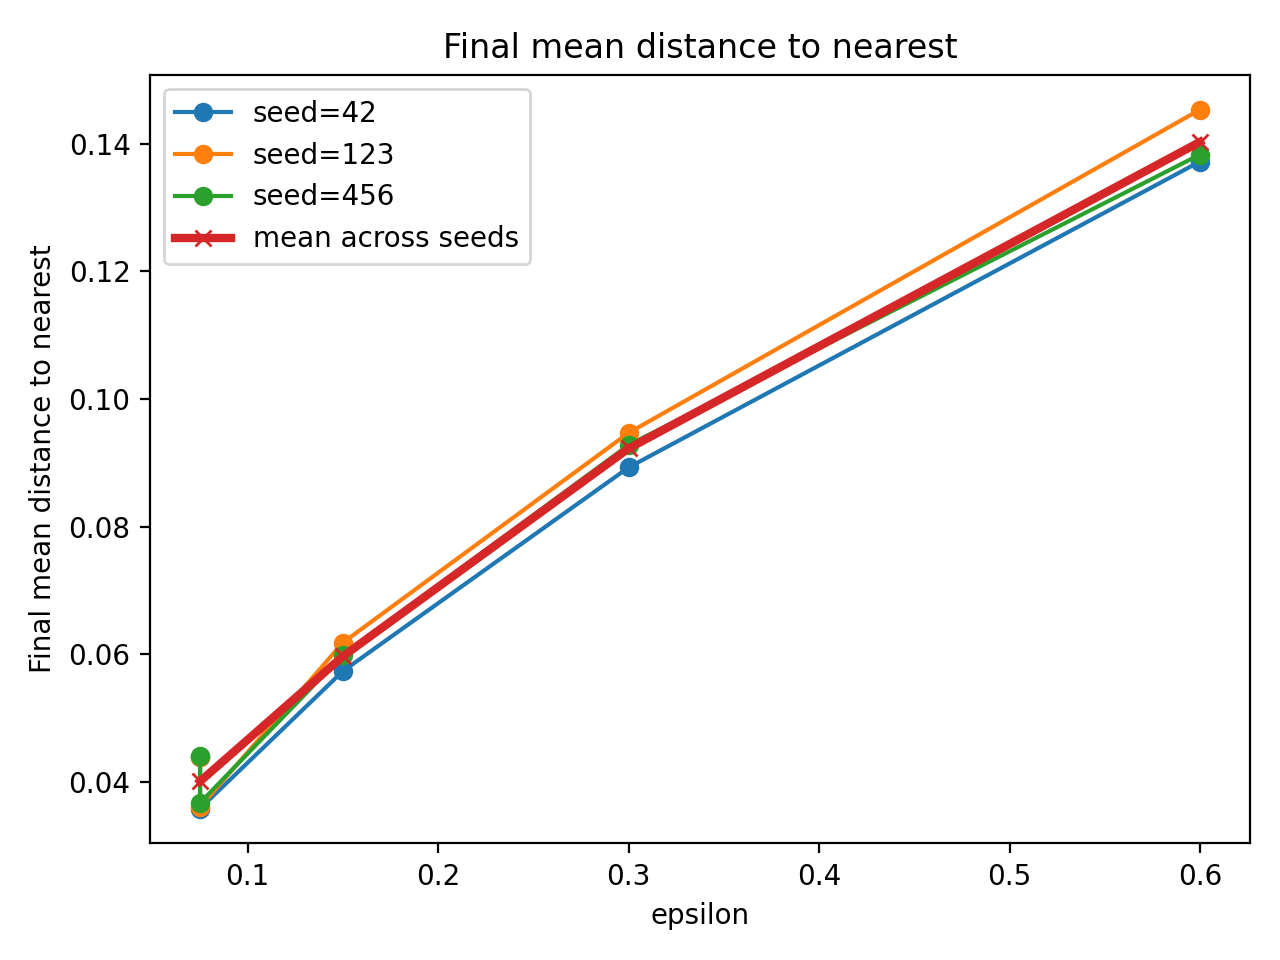 Final mean distance to nearest
seed=42
seed=123
seed=456
mean across seeds
Final mean distance to nearest
0.14
0.12
0.10
0.08
0.06
0.04
0.1 0.2 0.3 0.4 0.5 0.6
epsilon